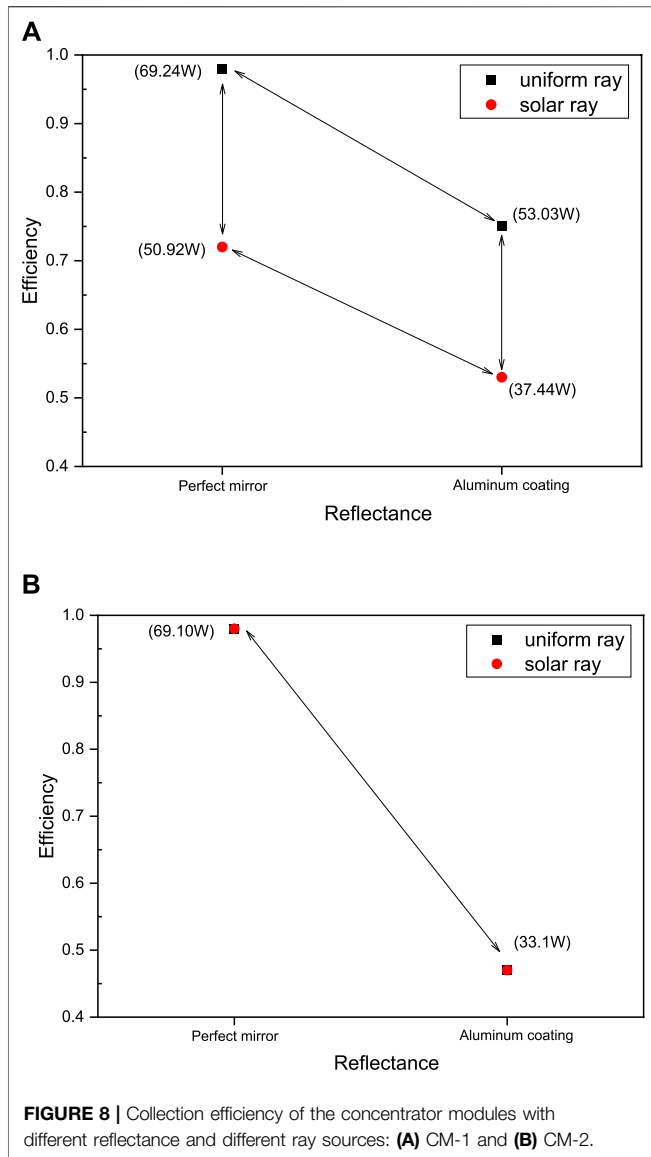 A
1.0
(69.24W)
uniform ray
solar ray
0.9
0.8
(53.03W)
Efficiency
0.7
(50.92W)
0.6
0.5
(37.44W)
0.4
Perfect mirror
Aluminum coating
Reflectance
B
1.0
(69.10W)
uniform ray
solar ray
0.9
0.8
Efficiency
0.7
0.6
0.5
(33.1W)
0.4
Perfect mirror
Aluminum coating
Reflectance
FIGURE 8 | Collection efficiency of the concentrator modules with
different reflectance and different ray sources: (A) CM-1 and (B) CM-2.